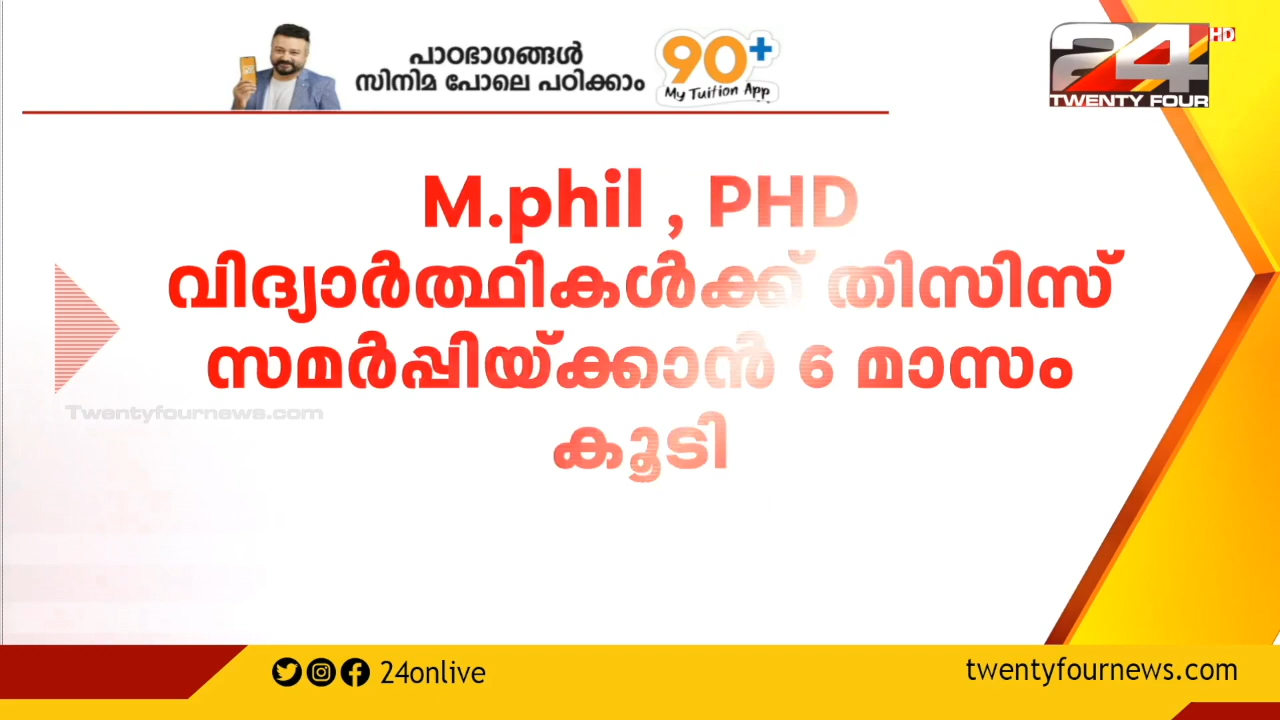 പാഠഭാഗങ്ങൾ
സിനിമ പോലെ പഠിക്കാം
90+
My Tuition App
24
HD
TWENTY FOUR
M.phil , PHD
വിദ്യാർത്ഥികൾക്ക് തിസിസ്
സമർപ്പിയ്ക്കാൻ 6 മാസം
കൂടി
Twentyfournews.com
24onlive
twentyfournews.com